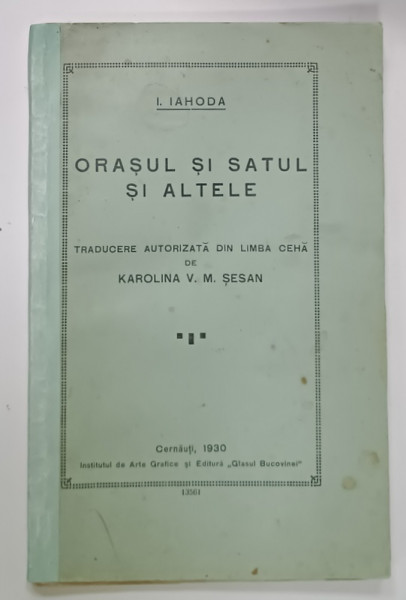 I. IAHODA
ORAȘUL ȘI SATUL
ȘI ALTELE
TRADUCERE AUTORIZATĂ DIN LIMBA CEHĂ
DE
KAROLINA V. M. ȘESAN
Cernăuți, 1930
Institutul de Arte Grafice și Editură „Glasul Bucovinei"
13561